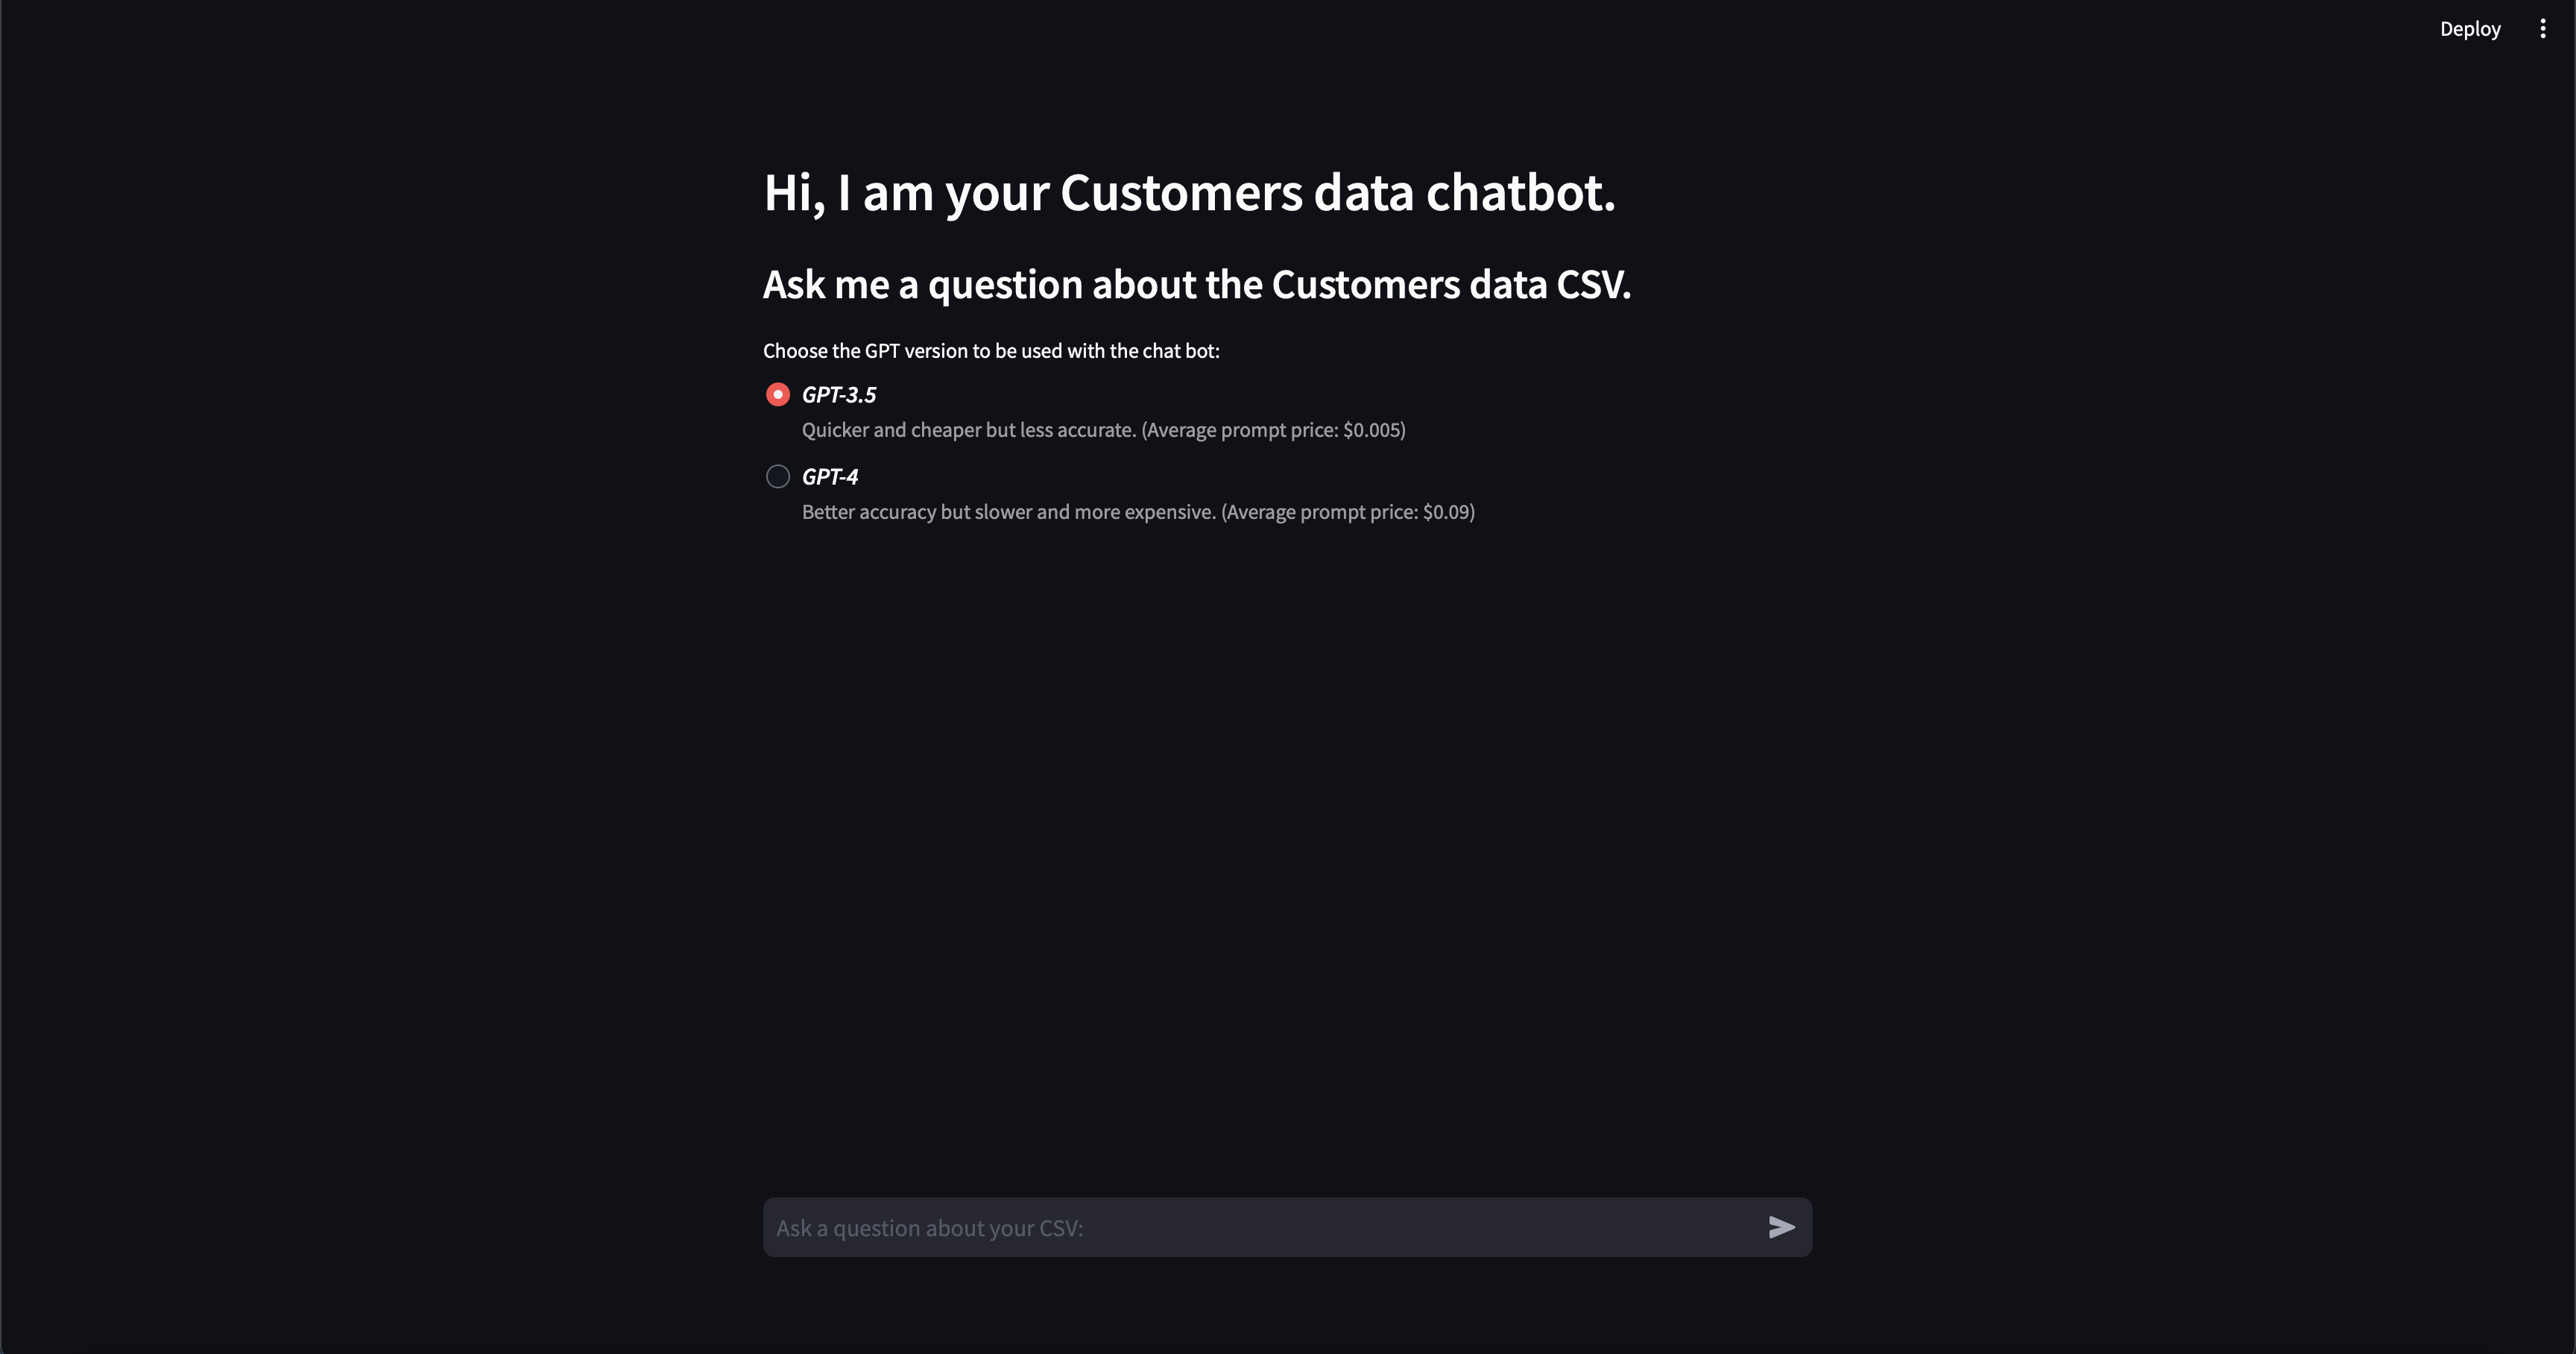 Deploy
Hi, I am your Customers data chatbot.
Ask me a question about the Customers data CSV.
Choose the GPT version to be used with the chat bot:
GPT-3.5
Quicker and cheaper but less accurate. (Average prompt price: $0.005)
GPT-4
Better accuracy but slower and more expensive. (Average prompt price: $0.09)
Ask a question about your CSV: